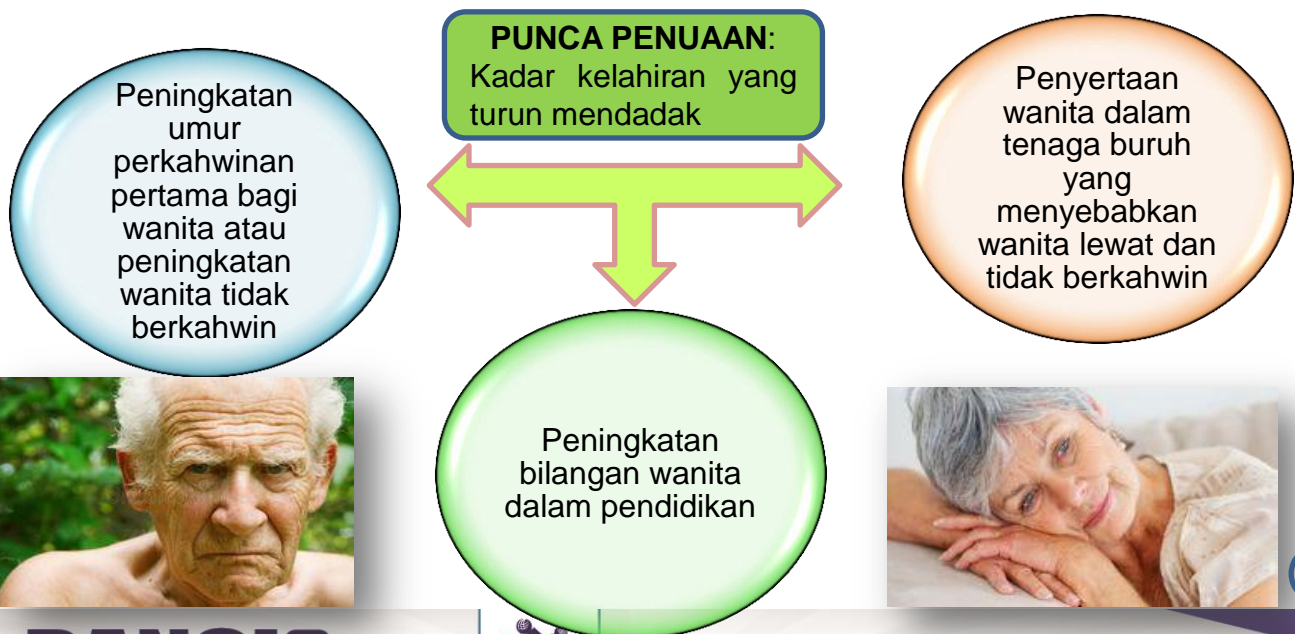 PUNCA PENUAAN:
Kadar kelahiran yang
turun mendadak
Peningkatan
umur
perkahwinan
pertama bagi
wanita atau
peningkatan
wanita tidak
berkahwin
Penyertaan
wanita dalam
tenaga buruh
yang
menyebabkan
wanita lewat dan
tidak berkahwin
Peningkatan
bilangan wanita
dalam pendidikan